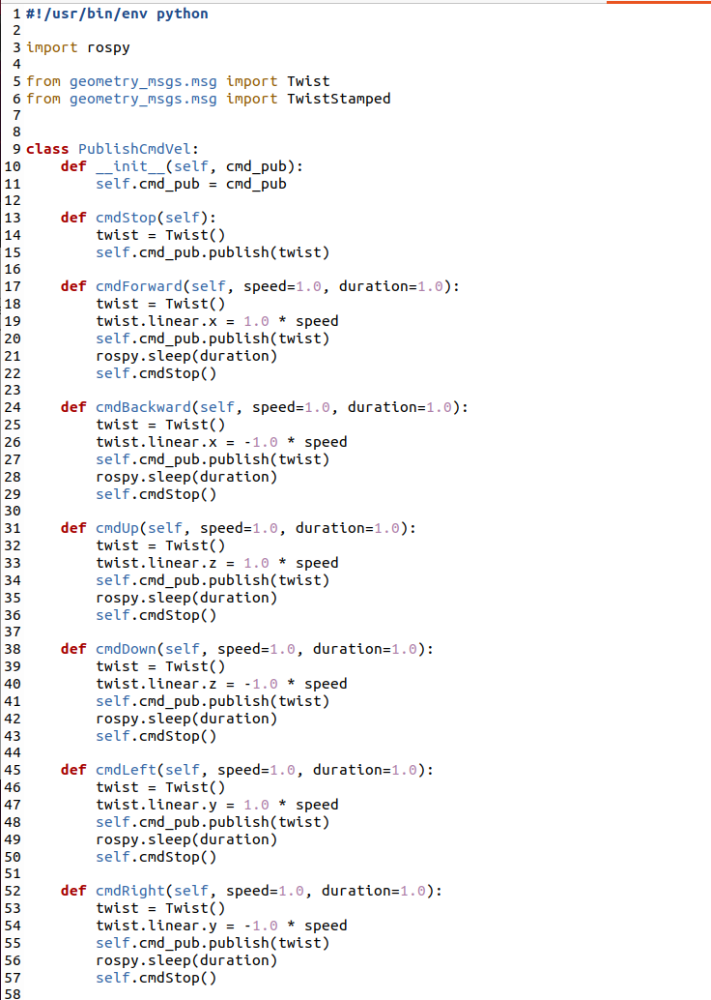 1 #!/usr/bin/env python
2
3 import rospy
4
5 from geometry_msgs.msg import Twist
6 from geometry_msgs.msg import TwistStamped
7
8
9 class PublishCmdVel:
10     def __init__(self, cmd_pub):
11         self.cmd_pub = cmd_pub
12
13     def cmdStop(self):
14         twist = Twist()
15         self.cmd_pub.publish(twist)
16
17     def cmdForward(self, speed=1.0, duration=1.0):
18         twist = Twist()
19         twist.linear.x = 1.0 * speed
20         self.cmd_pub.publish(twist)
21         rospy.sleep(duration)
22         self.cmdStop()
23
24     def cmdBackward(self, speed=1.0, duration=1.0):
25         twist = Twist()
26         twist.linear.x = -1.0 * speed
27         self.cmd_pub.publish(twist)
28         rospy.sleep(duration)
29         self.cmdStop()
30
31     def cmdUp(self, speed=1.0, duration=1.0):
32         twist = Twist()
33         twist.linear.z = 1.0 * speed
34         self.cmd_pub.publish(twist)
35         rospy.sleep(duration)
36         self.cmdStop()
37
38     def cmdDown(self, speed=1.0, duration=1.0):
39         twist = Twist()
40         twist.linear.z = -1.0 * speed
41         self.cmd_pub.publish(twist)
42         rospy.sleep(duration)
43         self.cmdStop()
44
45     def cmdLeft(self, speed=1.0, duration=1.0):
46         twist = Twist()
47         twist.linear.y = 1.0 * speed
48         self.cmd_pub.publish(twist)
49         rospy.sleep(duration)
50         self.cmdStop()
51
52     def cmdRight(self, speed=1.0, duration=1.0):
53         twist = Twist()
54         twist.linear.y = -1.0 * speed
55         self.cmd_pub.publish(twist)
56         rospy.sleep(duration)
57         self.cmdStop()
58